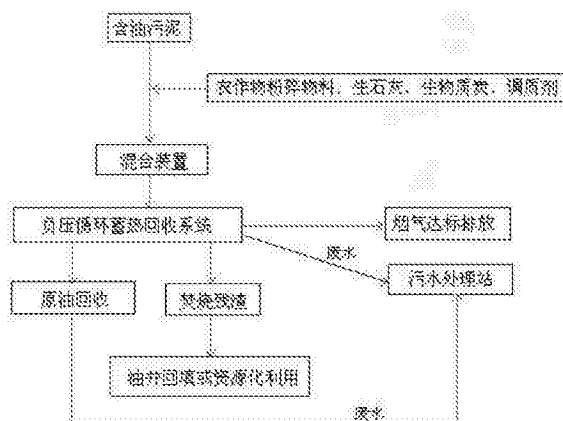 含油污泥
农作物粉碎物料、生石灰、生物质炭、调质剂
混合装置
负压循环蓄热回收系统
烟气达标排放
废水
污水处理站
原油回收
焚烧残渣
油井回填或资源化利用
废水